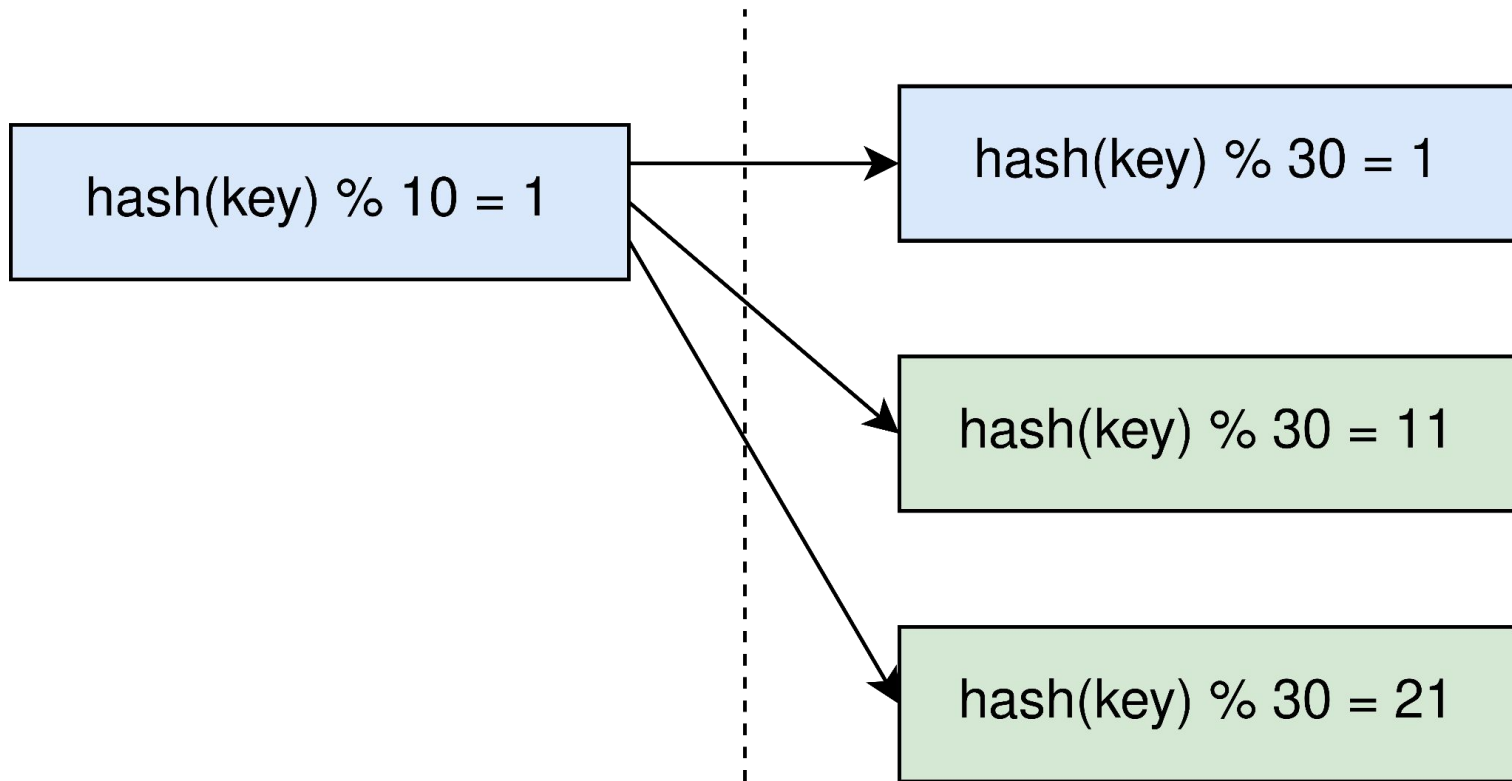 hash(key) % 10 = 1
hash(key) % 30 = 1
hash(key) % 30 = 11
hash(key) % 30 = 21